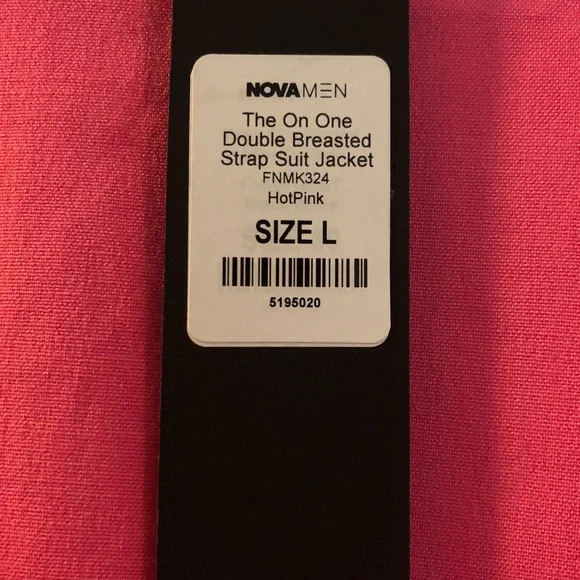 NOVAMEN
The On One
Double Breasted
Strap Suit Jacket
FNMK324
HotPink
SIZE L
5195020